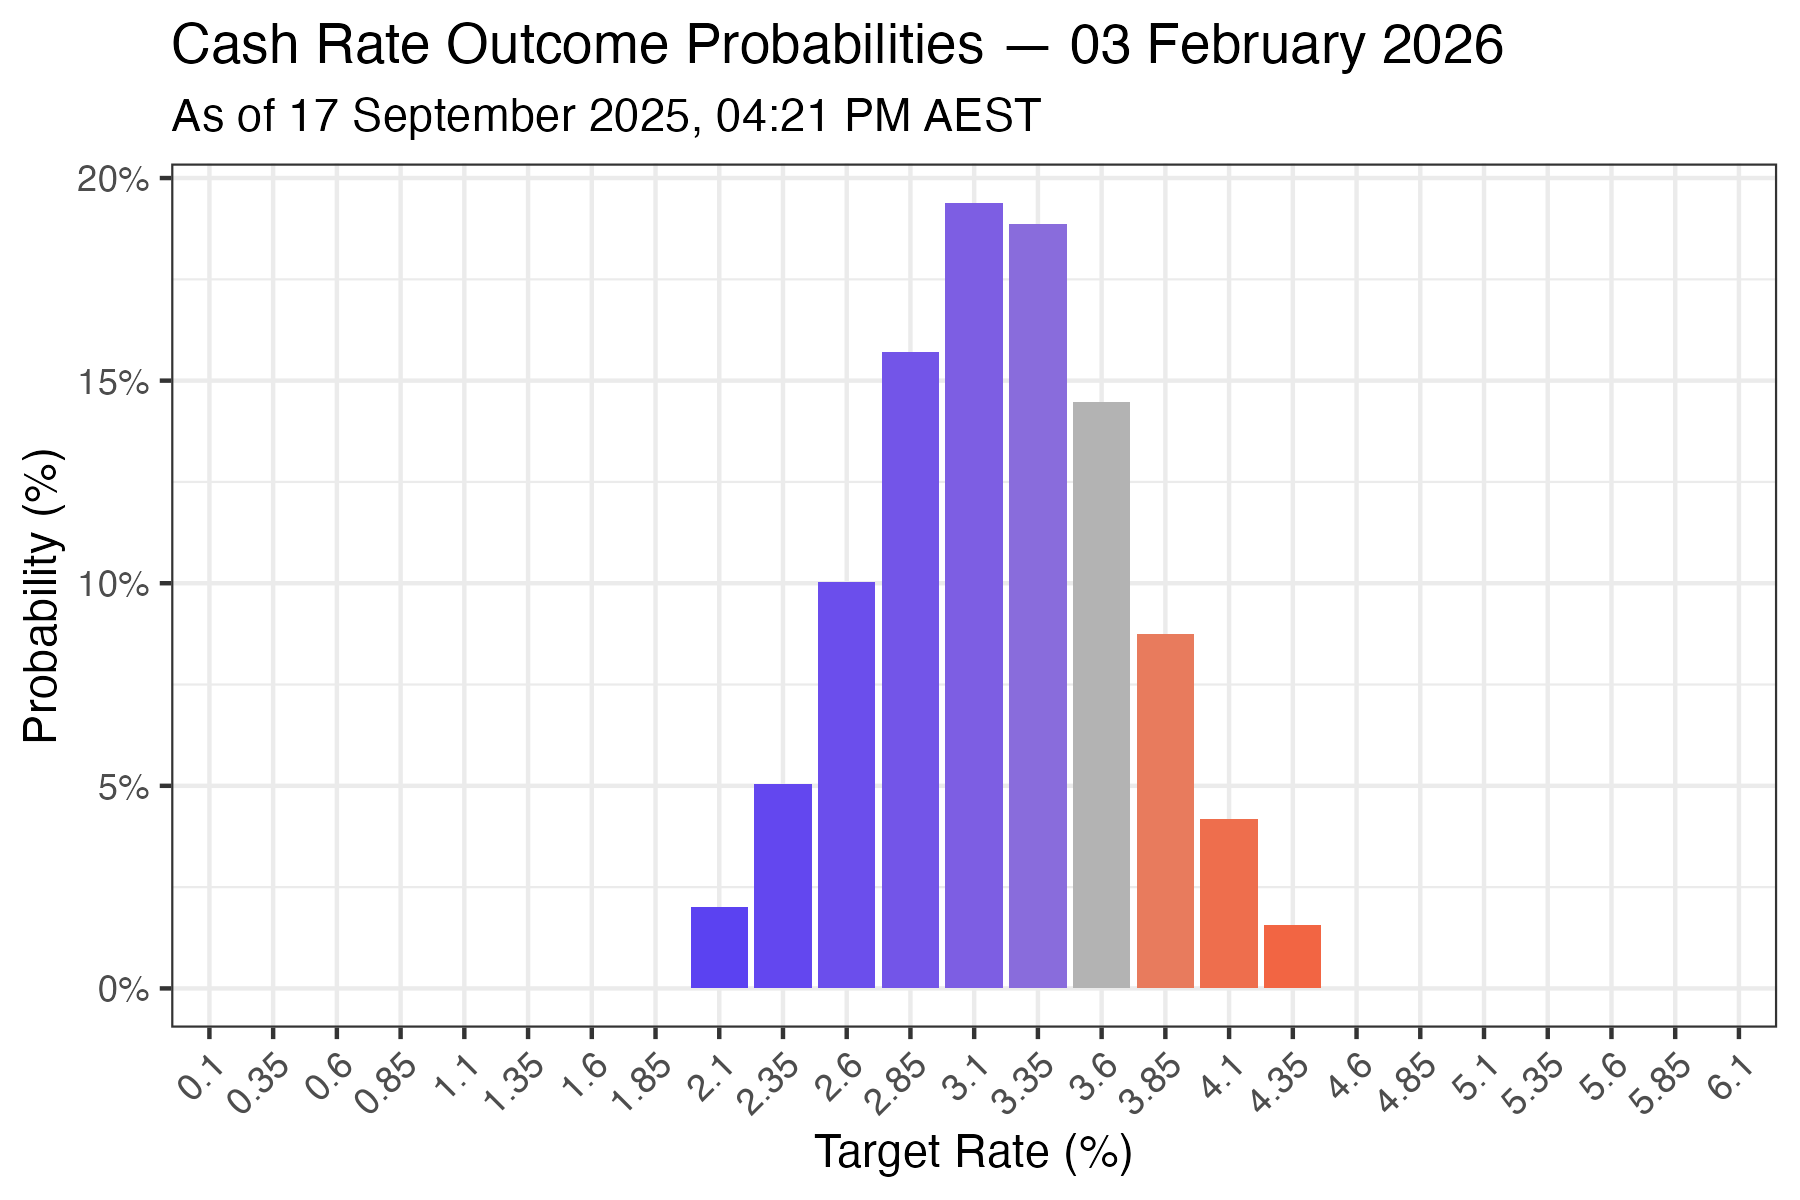 Cash Rate Outcome Probabilities — 03 February 2026
As of 17 September 2025, 04:21 PM AEST
Probability (%)
20%
15%
10%
5%
0%
0.1 0.35 0.6 0.85 1.1 1.35 1.6 1.85 2.1 2.35 2.6 2.85 3.1 3.35 3.6 3.85 4.1 4.35 4.6 4.85 5.1 5.35 5.6 5.85 6.1
Target Rate (%)